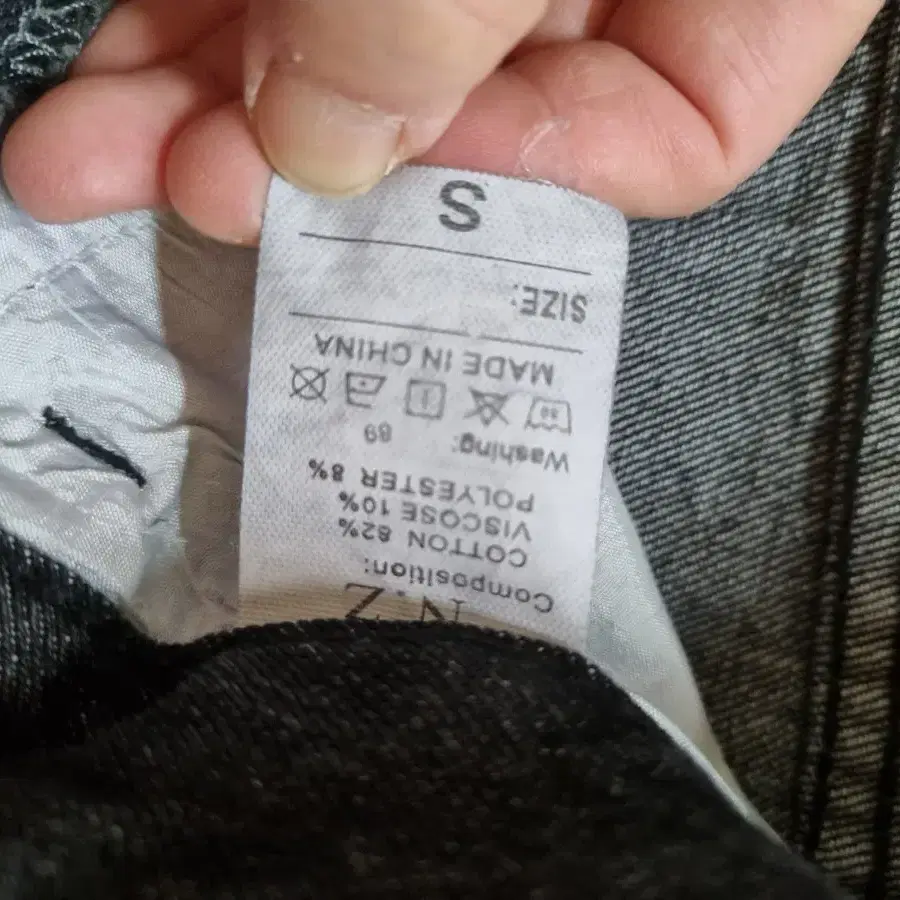 N.Z
Composition:
COTTON 82%
VISCOSE 10%
POLYESTER 8%
Washing:
MADE IN CHINA
SIZE:
S